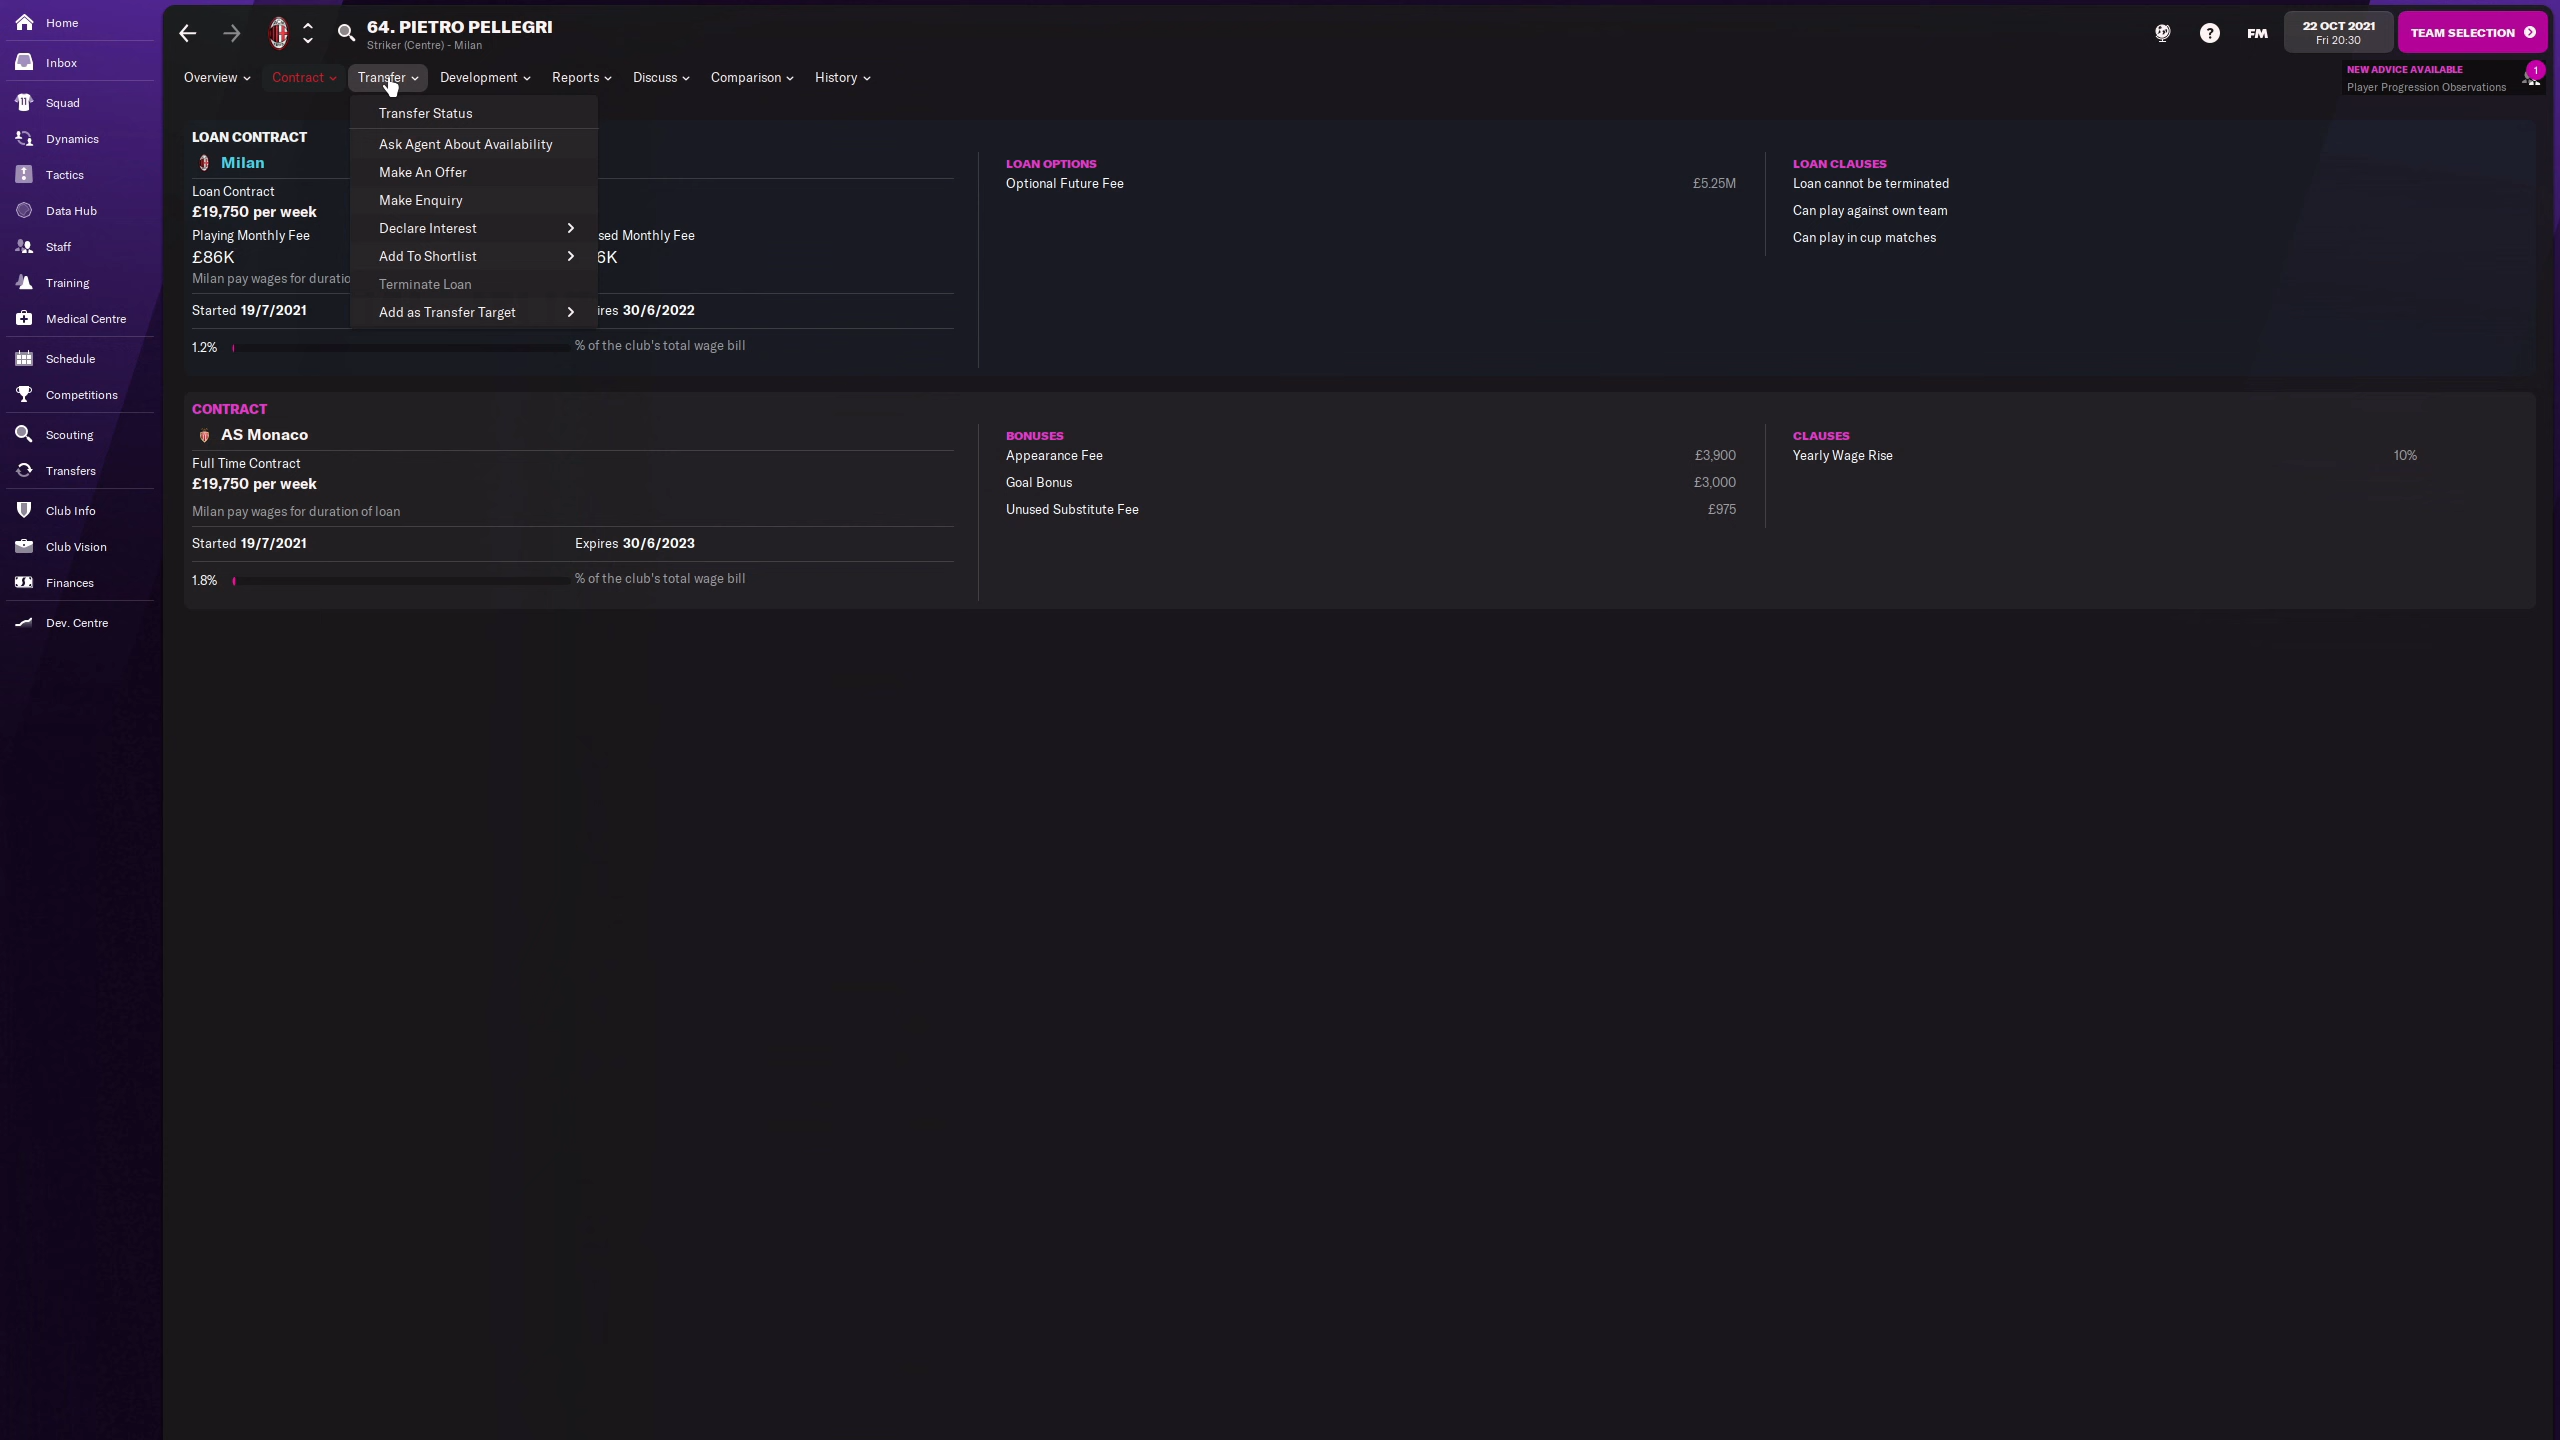 Home
Inbox
Squad
Dynamics
Tactics
Data Hub
Staff
Training
Medical Centre
Schedule
Competitions
Scouting
Transfers
Club Info
Club Vision
Finances
Dev. Centre
64. PIETRO PELLEGRI
Striker (Centre) - Milan
? FM
22 OCT 2021
Fri 20:30
TEAM SELECTION
Overview Contract Transfer Development Reports Discuss Comparison History
NEW ADVICE AVAILABLE
Player Progression Observations
1
Transfer Status
Ask Agent About Availability
Make An Offer
Make Enquiry
Declare Interest
Add To Shortlist
Terminate Loan
Add as Transfer Target
LOAN CONTRACT
Milan
Loan Contract
£19,750 per week
Playing Monthly Fee
sed Monthly Fee
£86K
6K
Milan pay wages for duratio
Started 19/7/2021
ires 30/6/2022
1.2%
% of the club's total wage bill
LOAN OPTIONS
Optional Future Fee £5.25M
LOAN CLAUSES
Loan cannot be terminated
Can play against own team
Can play in cup matches
CONTRACT
AS Monaco
Full Time Contract
£19,750 per week
Milan pay wages for duration of loan
Started 19/7/2021
Expires 30/6/2023
1.8%
% of the club's total wage bill
BONUSES
Appearance Fee £3,900
Goal Bonus £3,000
Unused Substitute Fee £975
CLAUSES
Yearly Wage Rise 10%